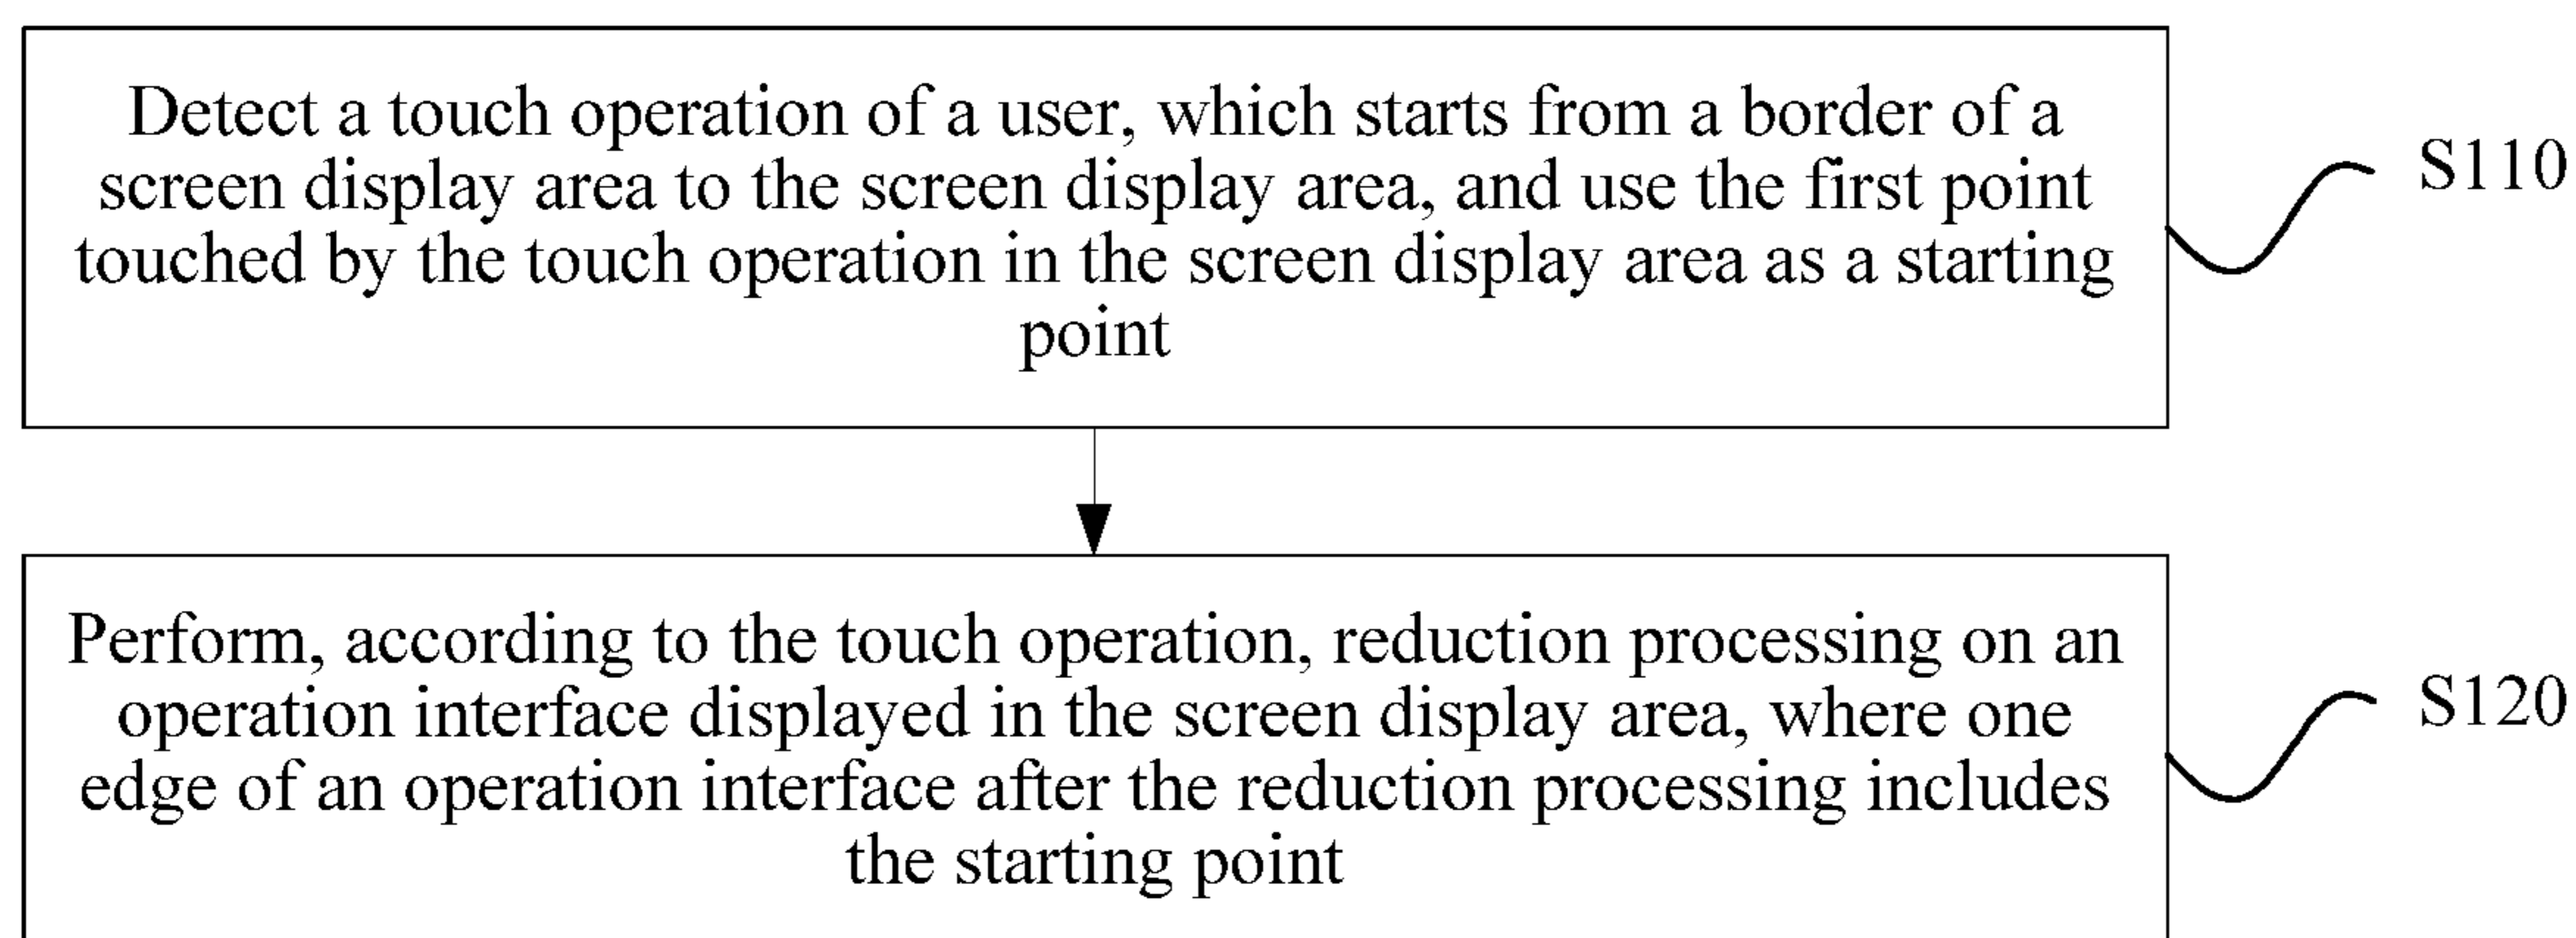 Detect a touch operation of a user, which starts from a border of a
screen display area to the screen display area, and use the first point
touched by the touch operation in the screen display area as a starting
point
S110
Perform, according to the touch operation, reduction processing on an
operation interface displayed in the screen display area, where one
edge of an operation interface after the reduction processing includes
the starting point
S120